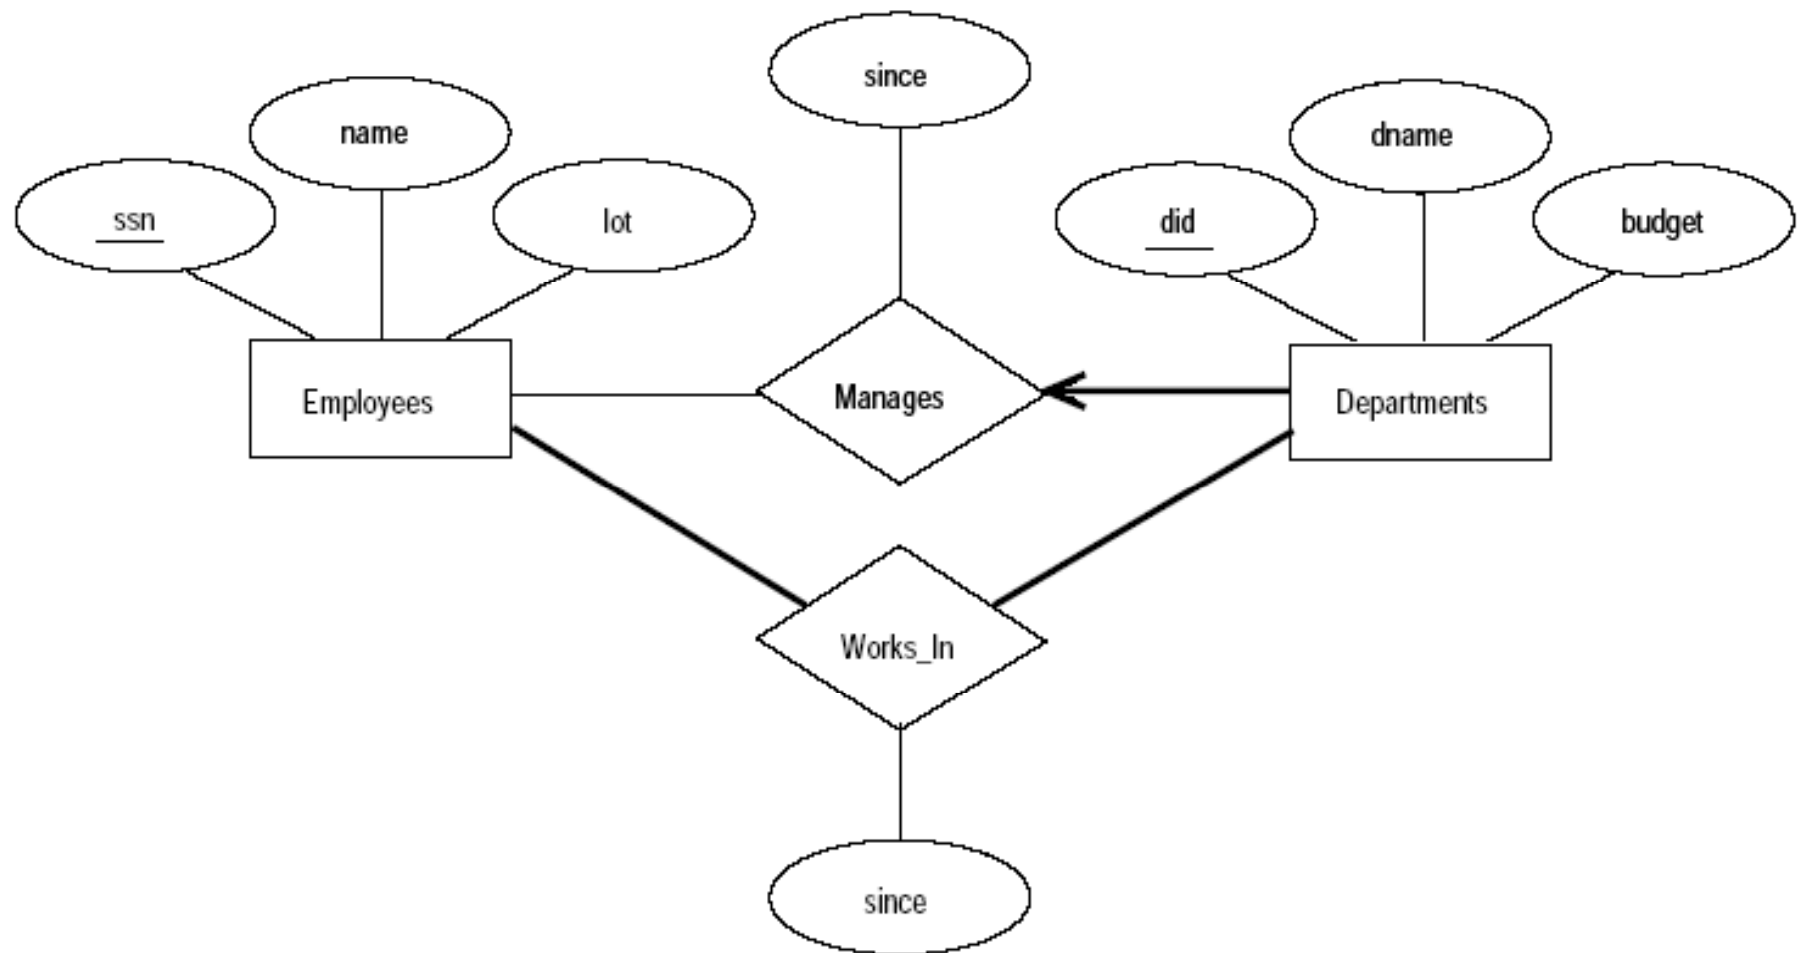 since
name
dname
ssn
lot
did
budget
Employees
Manages
Departments
Works_In
since